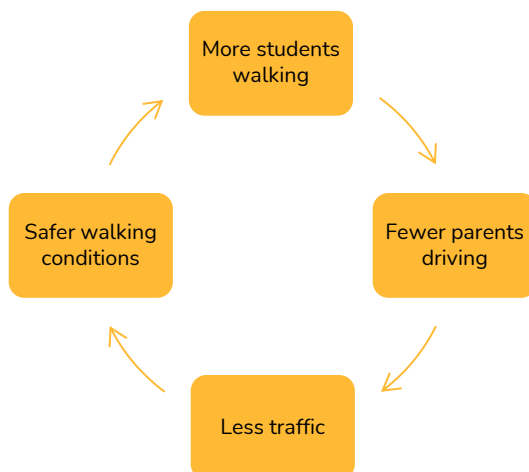 More students
walking
Fewer parents
driving
Less traffic
Safer walking
conditions